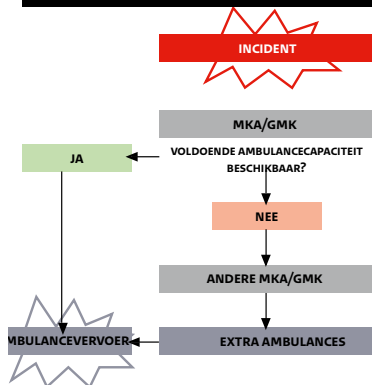 INCIDENT
MKA/GMK
VOLDOENDE AMBULANCECAPACITEIT
BESCHIKBAAR?
JA
NEE
ANDERE MKA/GMK
MBULANCEVERVOER
EXTRA AMBULANCES